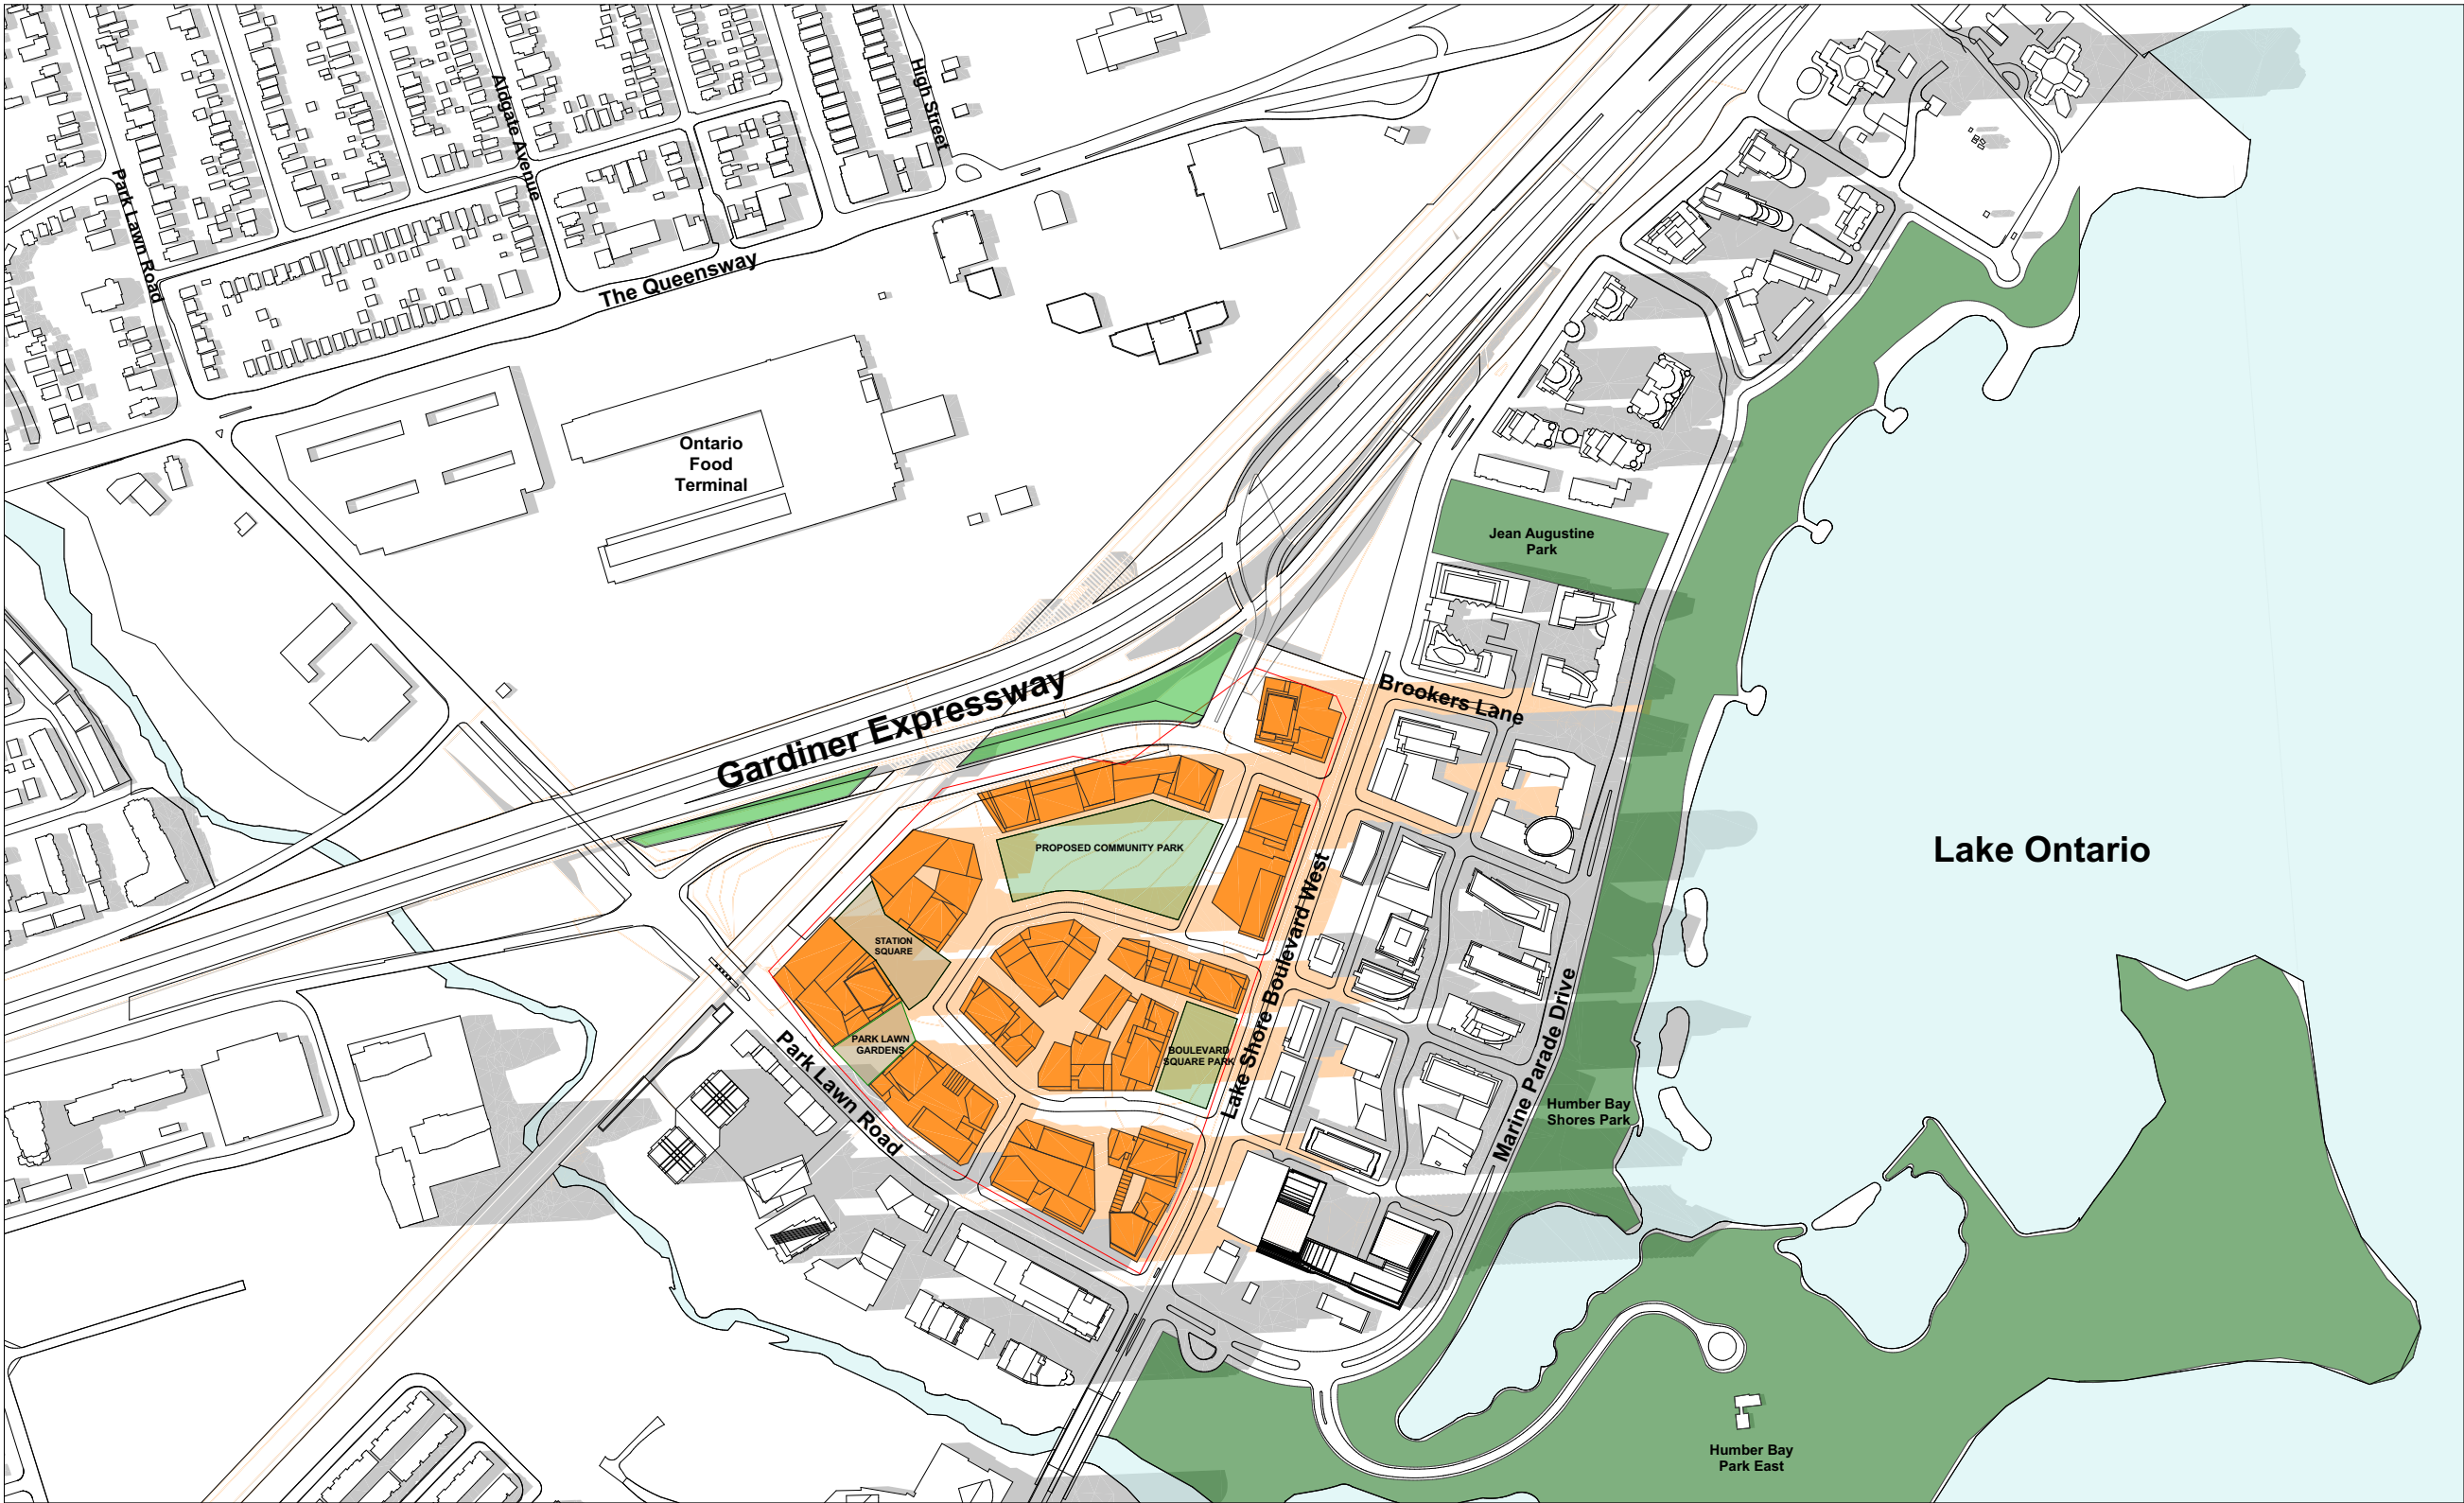 High Street
Aldgate Avenue
Park Lawn Road
The Queensway
Ontario
Food
Terminal
Jean Augustine
Park
Brookers Lane
Gardiner Expressway
PROPOSED COMMUNITY PARK
Lake Ontario
STATION
SQUARE
Lake Shore Boulevard West
PARK LAWN
GARDENS
BOULEVARD
SQUARE PARK
Park Lawn Road
Marine Parade Drive
Humber Bay
Shores Park
Humber Bay
Park East